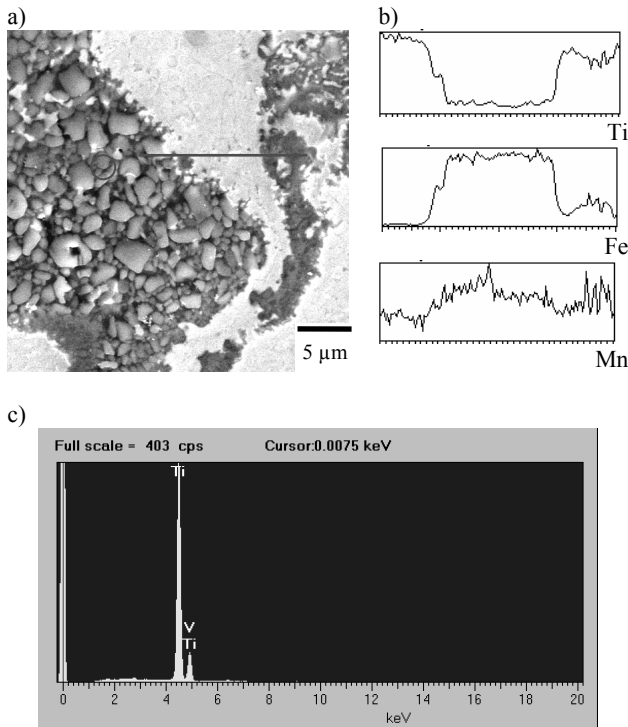 a)
b)
Ti
Fe
5 µm
Mn
c)
Full scale = 403 cps Cursor:0.0075 keV
Ti
V
Ti
0 2 4 6 8 10 12 14 16 18 20
keV